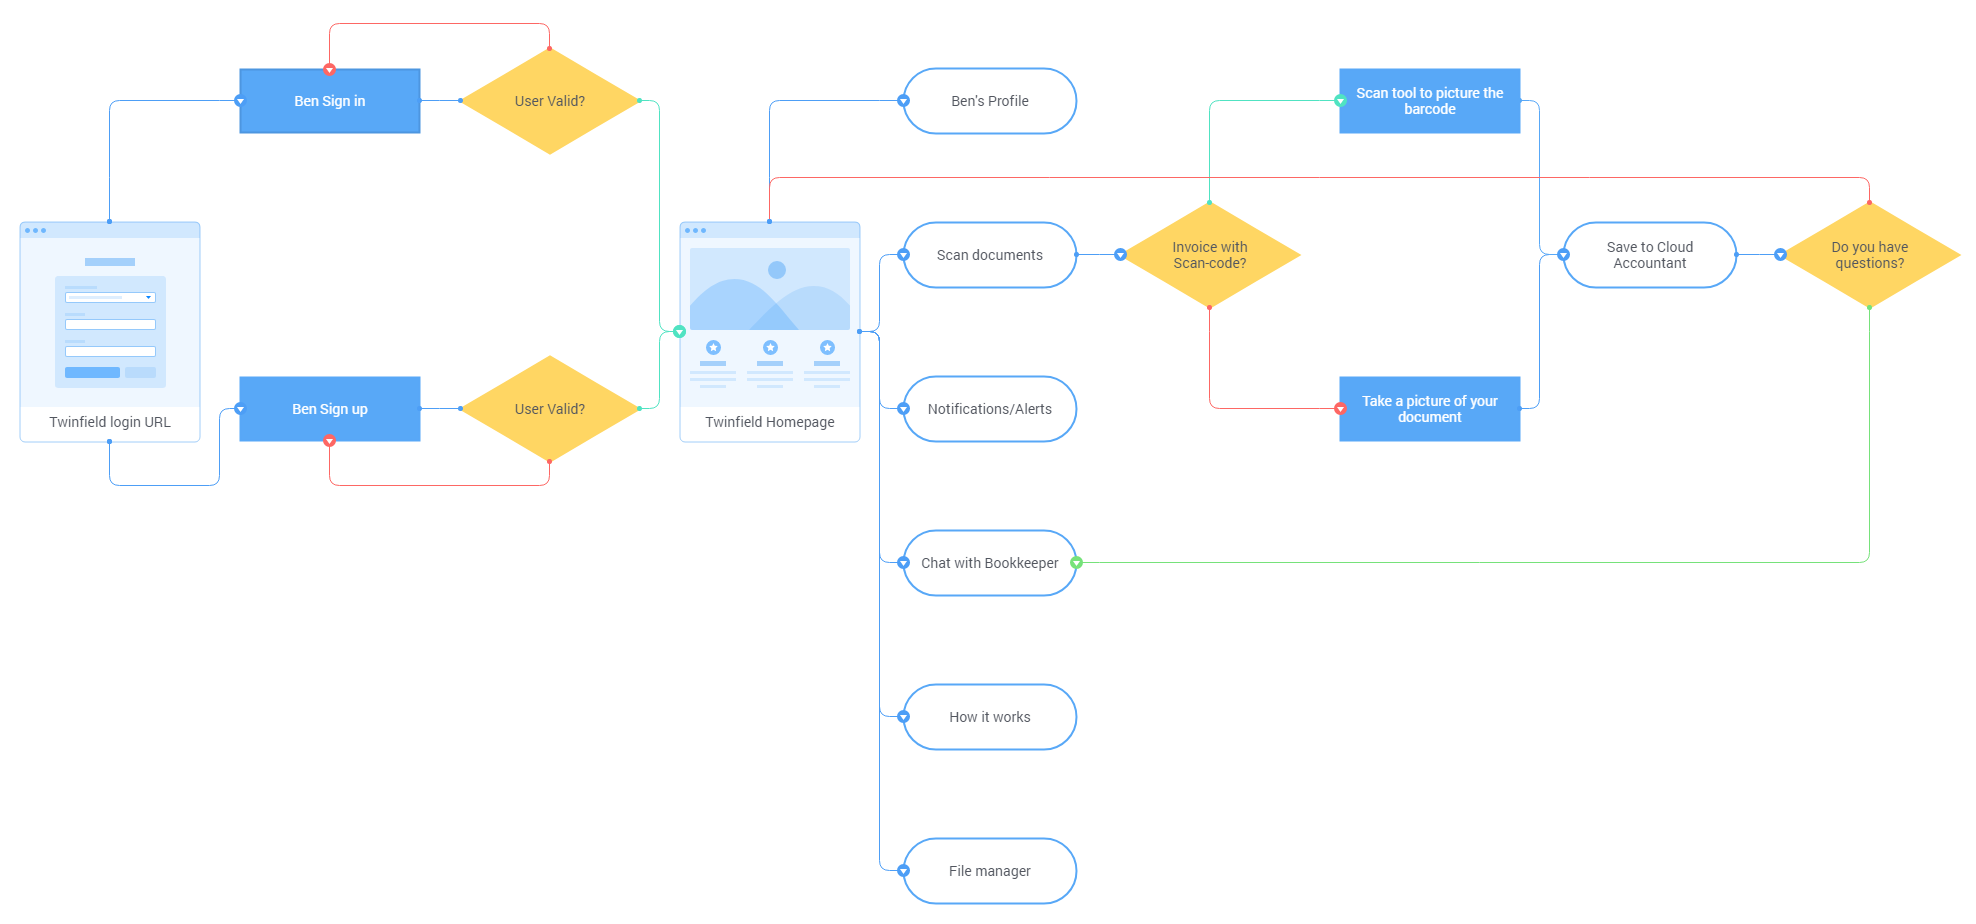 Ben Sign in
User Valid?
Ben's Profile
Scan tool to picture the
barcode
Scan documents
Invoice with
Scan-code?
Save to Cloud
Accountant
Do you have
questions?
Twinfield login URL
Ben Sign up
User Valid?
Twinfield Homepage
Notifications/Alerts
Take a picture of your
document
Chat with Bookkeeper
How it works
File manager